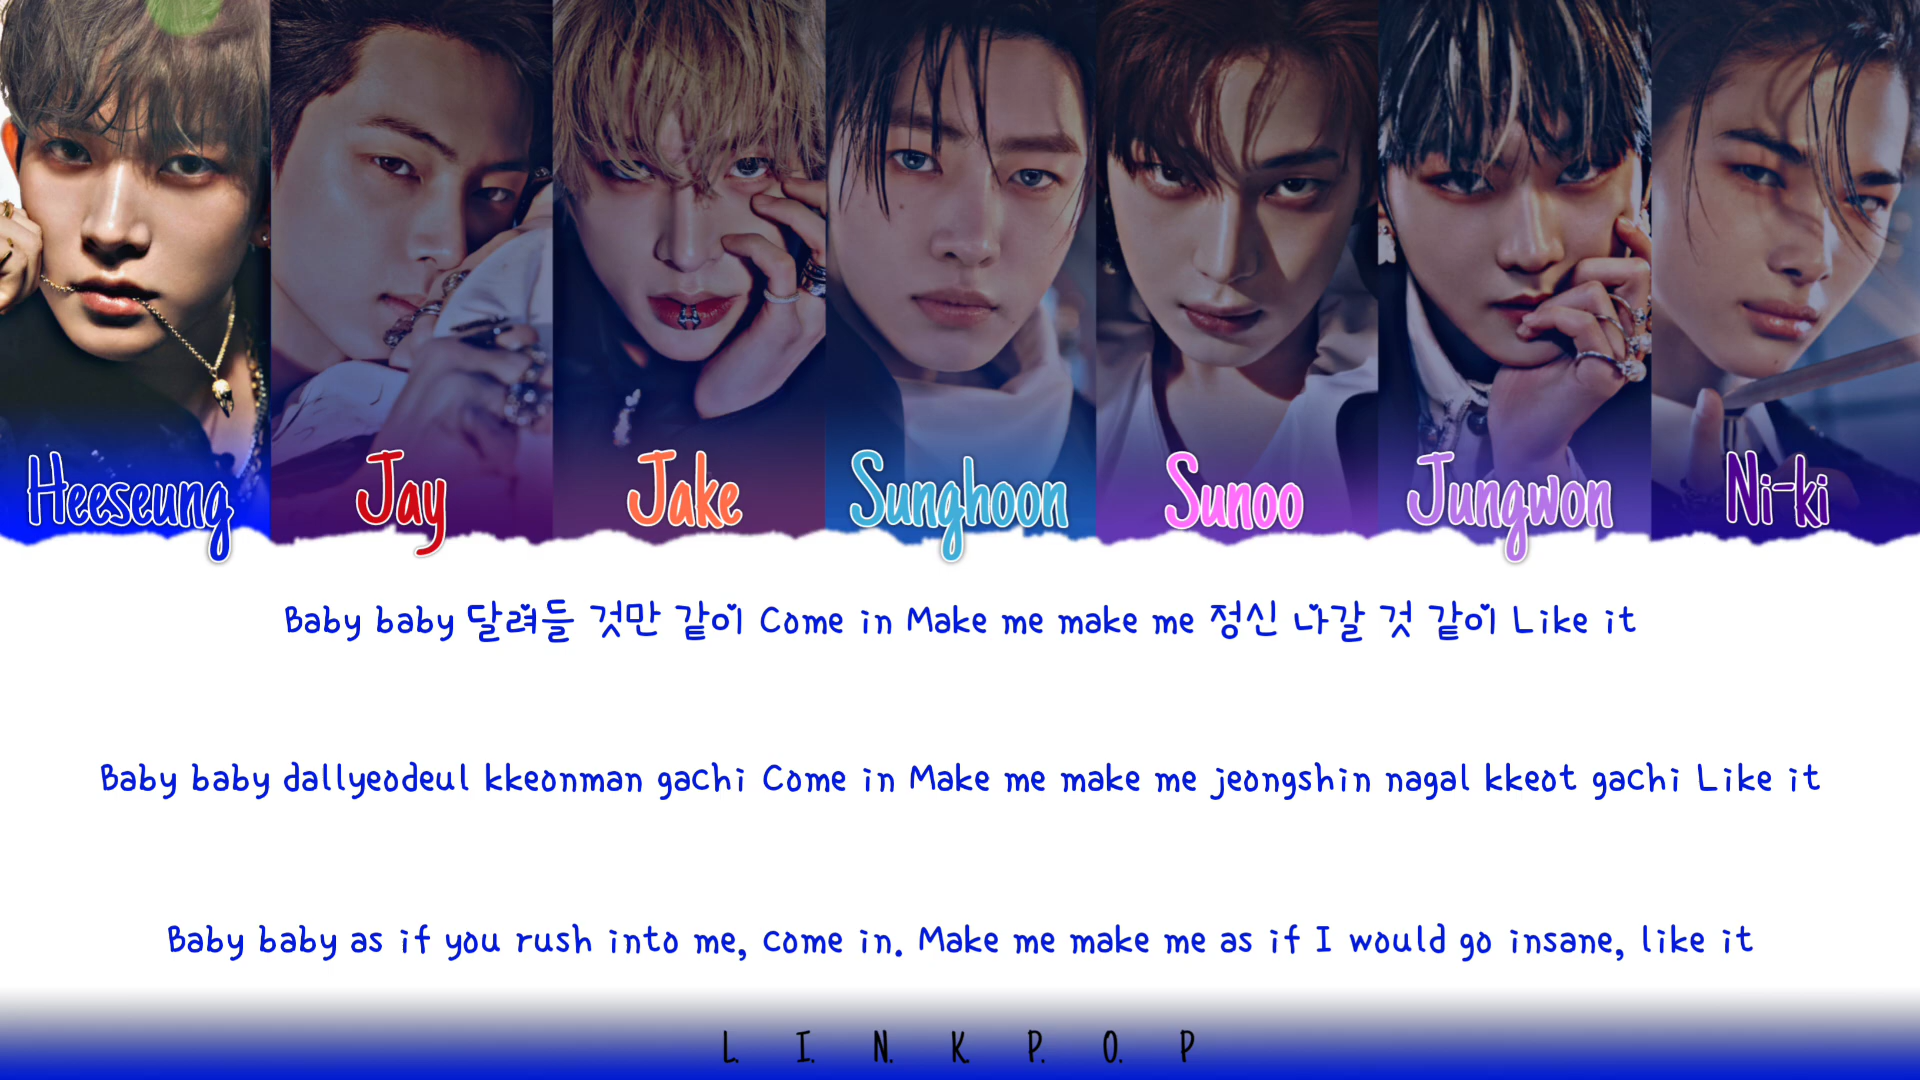 Heeseung Jay Jake Sunghoon Sunoo Jungwon Ni-ki
Baby baby 달려들 것만 같이 Come in Make me make me 정신 나갈 것 같이 Like it
Baby baby dallyeodeul kkeonman gachi Come in Make me make me jeongshin nagal kkeot gachi Like it
Baby baby as if you rush into me, come in. Make me make me as if I would go insane, like it
L. I. N. K. P. O. P